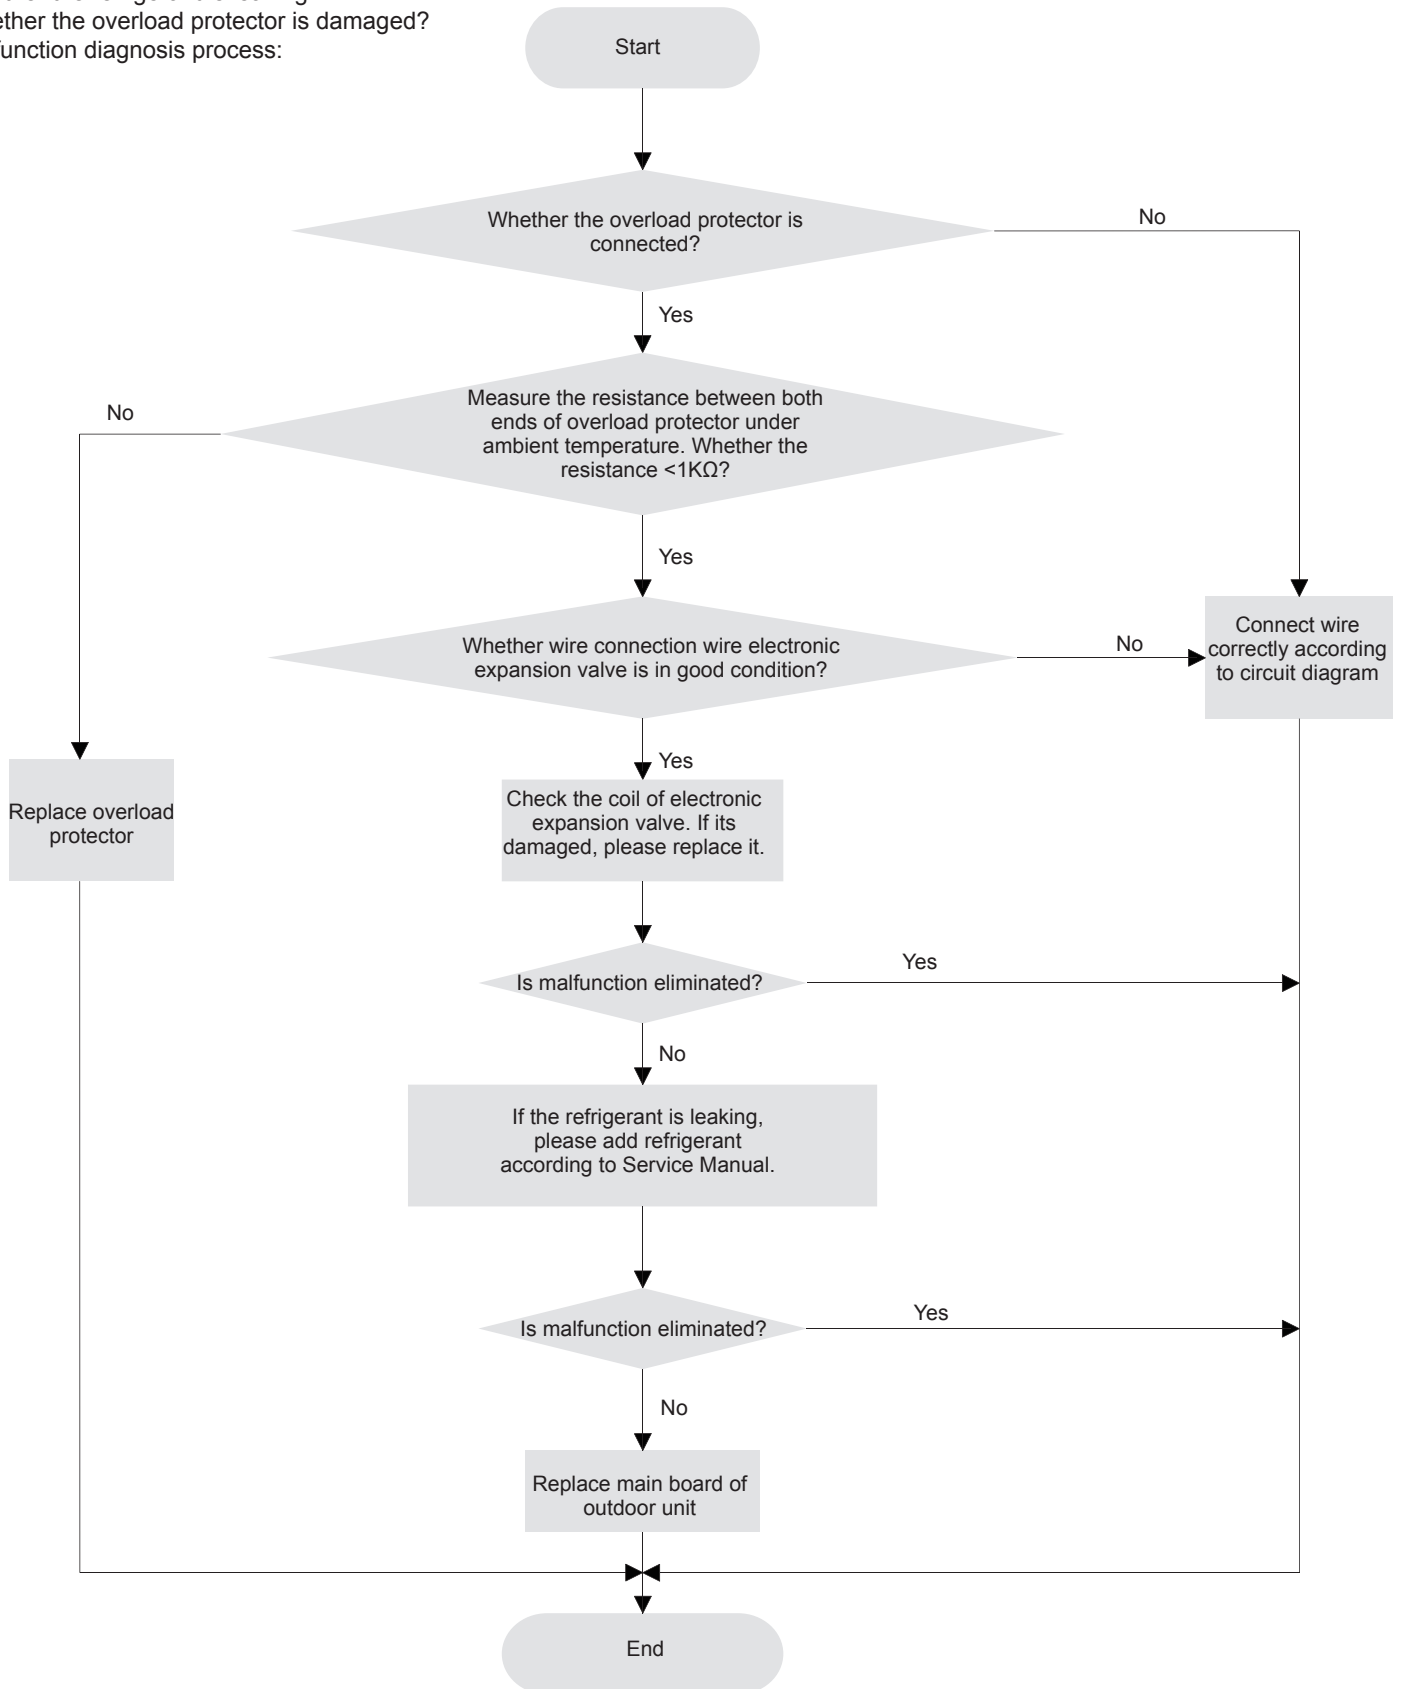 whether the overload protector is damaged?
function diagnosis process:
Start
Whether the overload protector is
connected?
No
Yes
Measure the resistance between both
ends of overload protector under
ambient temperature. Whether the
resistance <1KΩ?
No
Yes
Whether wire connection wire electronic
expansion valve is in good condition?
No
Connect wire
correctly according
to circuit diagram
Yes
Replace overload
protector
Check the coil of electronic
expansion valve. If its
damaged, please replace it.
Is malfunction eliminated?
Yes
No
If the refrigerant is leaking,
please add refrigerant
according to Service Manual.
Is malfunction eliminated?
Yes
No
Replace main board of
outdoor unit
End